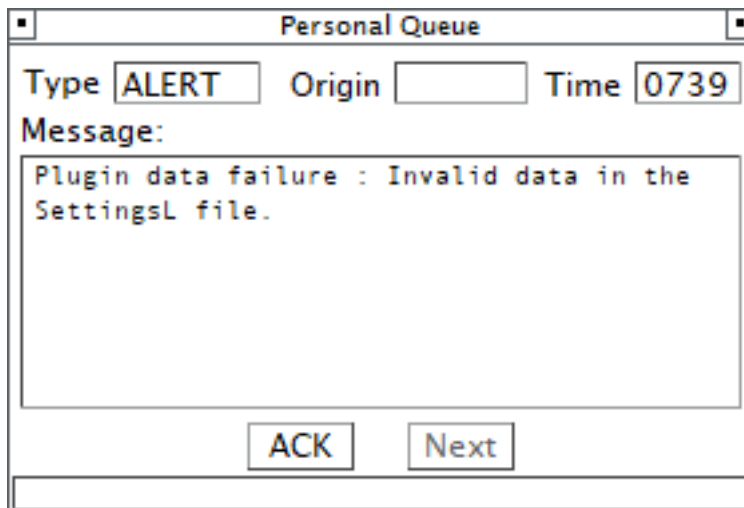 Personal Queue
Type ALERT Origin Time 0739
Message:
Plugin data failure : Invalid data in the
SettingsL file.
ACK Next